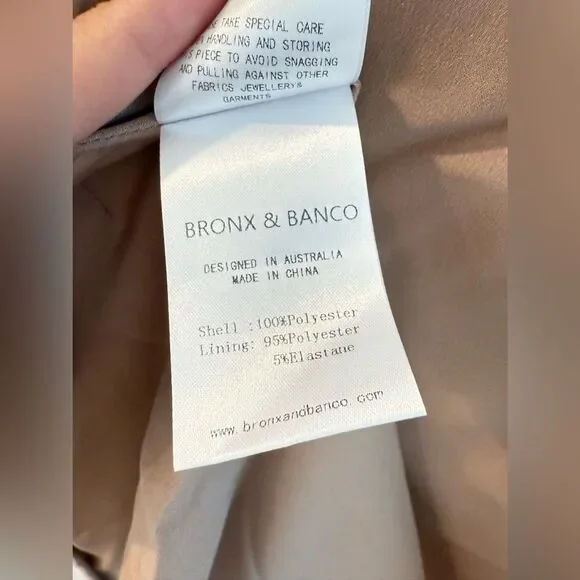 TAKE SPECIAL CARE
HANDLING AND STORING
PIECE TO AVOID SNAGGING
AND PULLING AGAINST OTHER
FABRICS JEWELLERY&
GARMENTS
BRONX & BANCO
DESIGNED IN AUSTRALIA
MADE IN CHINA
Shell :100%Polyester
Lining: 95%Polyester
5%Elastane
www.bronxandbanco.com